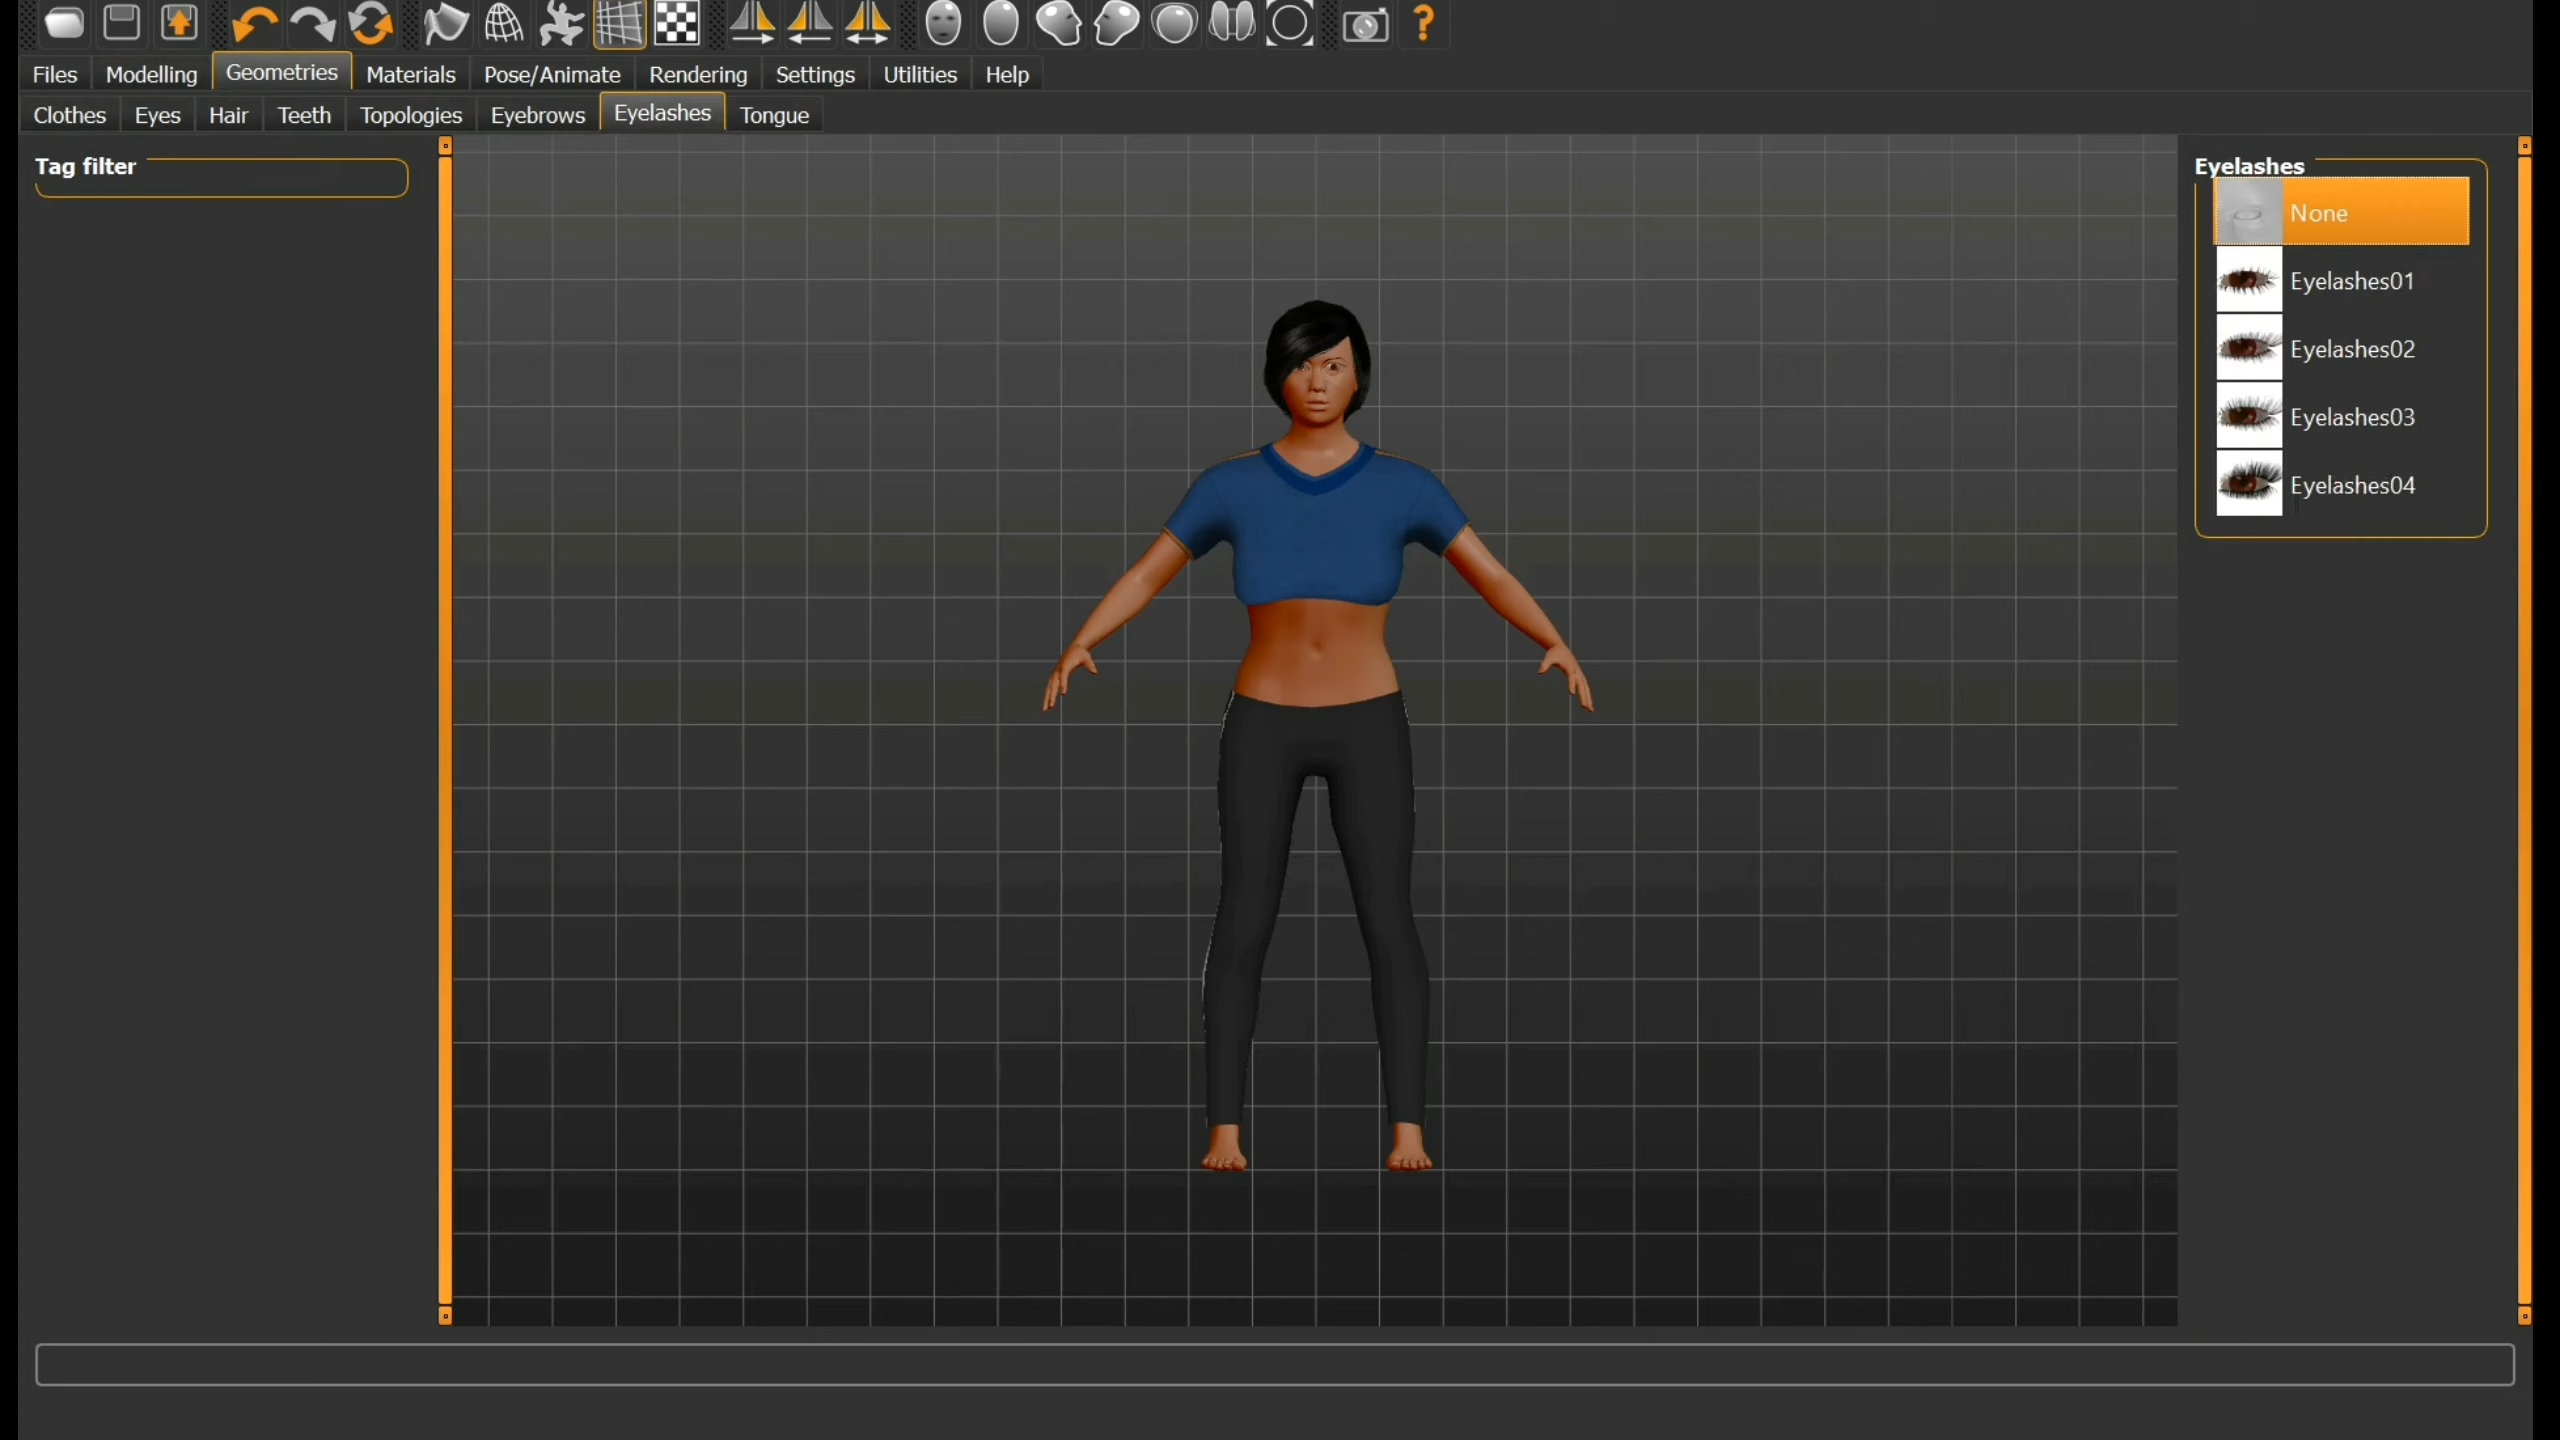 Files Modelling Geometries Materials Pose/Animate Rendering Settings Utilities Help
Clothes Eyes Hair Teeth Topologies Eyebrows Eyelashes Tongue
Tag filter
Eyelashes
None
Eyelashes01
Eyelashes02
Eyelashes03
Eyelashes04